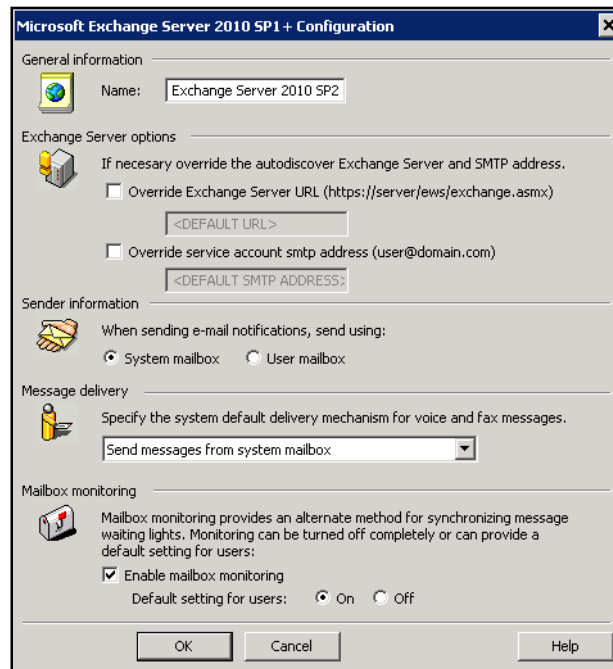 Microsoft Exchange Server 2010 SP1+ Configuration
General information
Name: Exchange Server 2010 SP2
Exchange Server options
If necesary override the autodiscover Exchange Server and SMTP address.
Override Exchange Server URL (https://server/ews/exchange.asmx)
<DEFAULT URL>
Override service account smtp address (user@domain.com)
<DEFAULT SMTP ADDRESS>
Sender information
When sending e-mail notifications, send using:
System mailbox User mailbox
Message delivery
Specify the system default delivery mechanism for voice and fax messages.
Send messages from system mailbox
Mailbox monitoring
Mailbox monitoring provides an alternate method for synchronizing message
waiting lights. Monitoring can be turned off completely or can provide a
default setting for users:
Enable mailbox monitoring
Default setting for users: On Off
OK Cancel Help